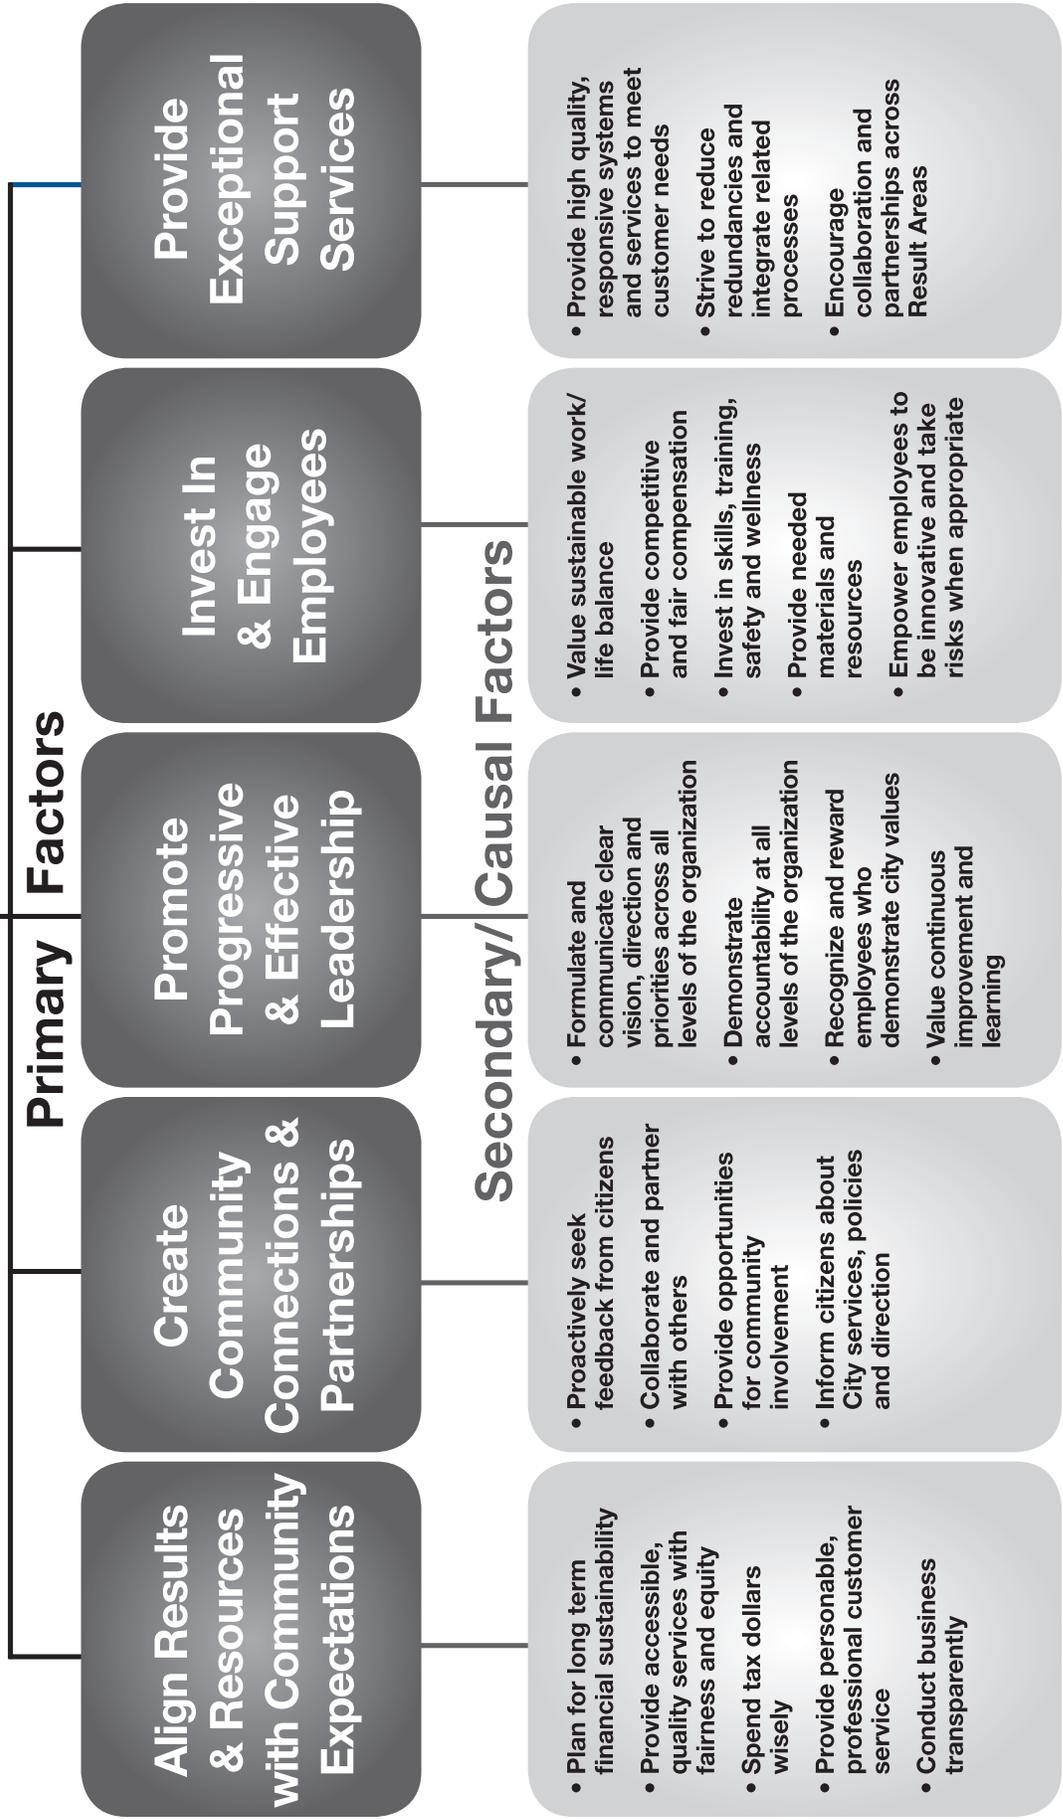 Primary Factors
Align Results
& Resources
with Community
Expectations
Create
Community
Connections &
Partnerships
Promote
Progressive
& Effective
Leadership
Invest In
& Engage
Employees
Provide
Exceptional
Support
Services
Secondary/ Causal Factors
• Plan for long term
financial sustainability
• Provide accessible,
quality services with
fairness and equity
• Spend tax dollars
wisely
• Provide personable,
professional customer
service
• Conduct business
transparently
• Proactively seek
feedback from citizens
• Collaborate and partner
with others
• Provide opportunities
for community
involvement
• Inform citizens about
City services, policies
and direction
• Formulate and
communicate clear
vision, direction and
priorities across all
levels of the organization
• Demonstrate
accountability at all
levels of the organization
• Recognize and reward
employees who
demonstrate city values
• Value continuous
improvement and
learning
• Value sustainable work/
life balance
• Provide competitive
and fair compensation
• Invest in skills, training,
safety and wellness
• Provide needed
materials and
resources
• Empower employees to
be innovative and take
risks when appropriate
• Provide high quality,
responsive systems
and services to meet
customer needs
• Strive to reduce
redundancies and
integrate related
processes
• Encourage
collaboration and
partnerships across
Result Areas